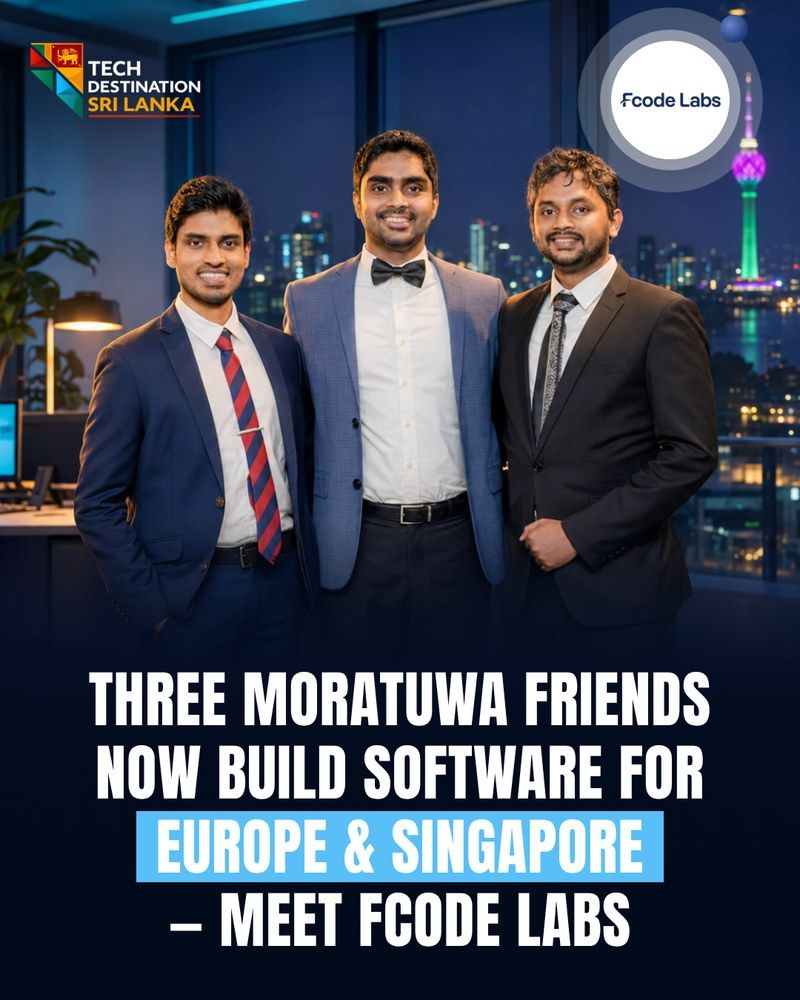 TECH
DESTINATION
SRI LANKA
Fcode Labs
THREE MORATUWA FRIENDS
NOW BUILD SOFTWARE FOR
EUROPE & SINGAPORE
– MEET FCODE LABS